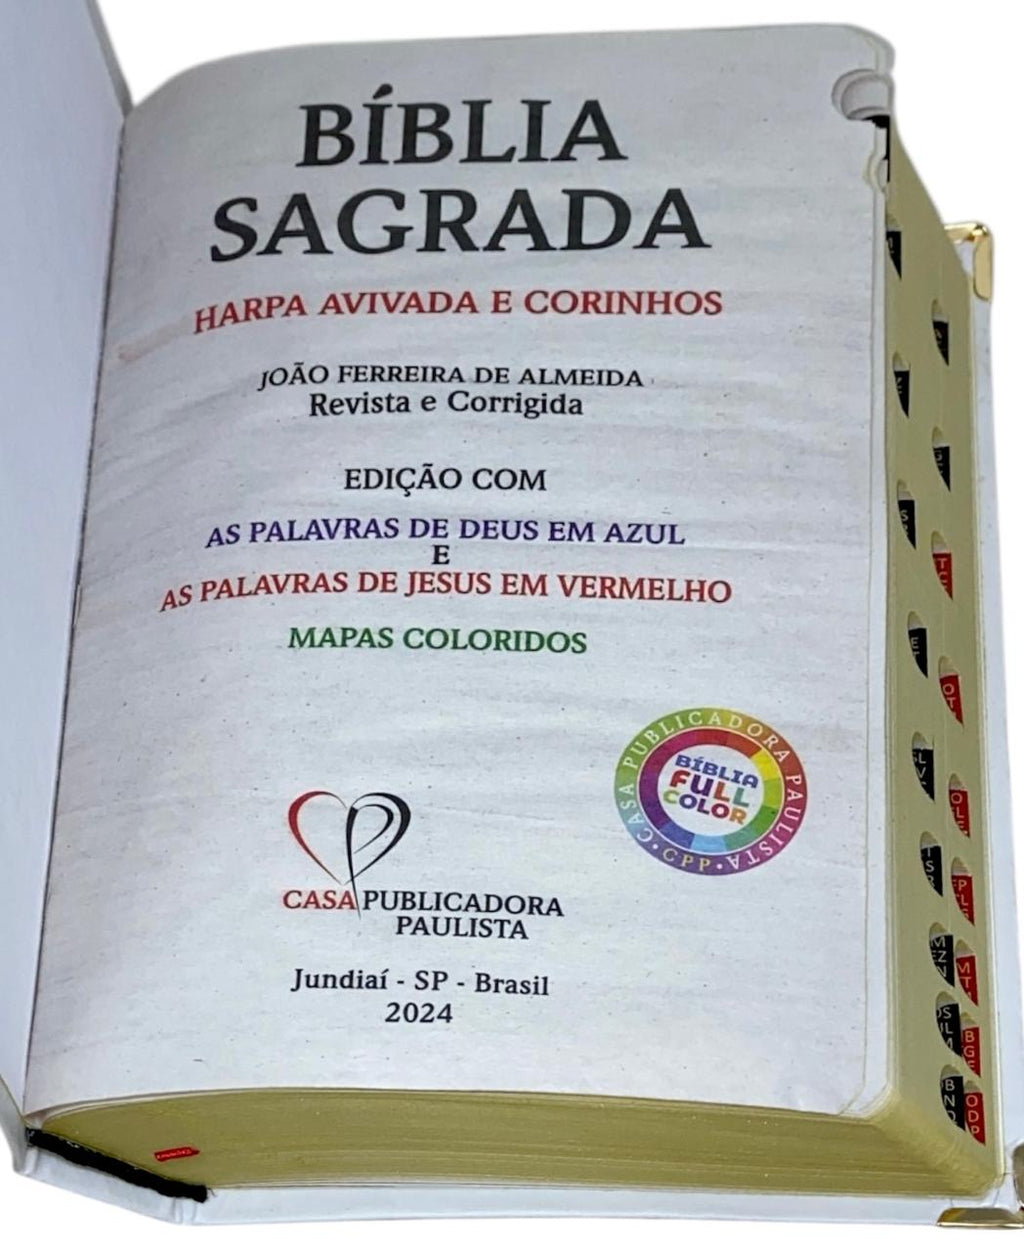 BÍBLIA
SAGRADA
HARPA AVIVADA E CORINHOS
JOÃO FERREIRA DE ALMEIDA
Revista e Corrigida
EDIÇÃO COM
AS PALAVRAS DE DEUS EM AZUL
E
AS PALAVRAS DE JESUS EM VERMELHO
MAPAS COLORIDOS
CASA PUBLICADORA PAULISTA
BÍBLIA
FULL
COLOR
CPP
CASA PUBLICADORA
PAULISTA
Jundiaí - SP - Brasil
2024